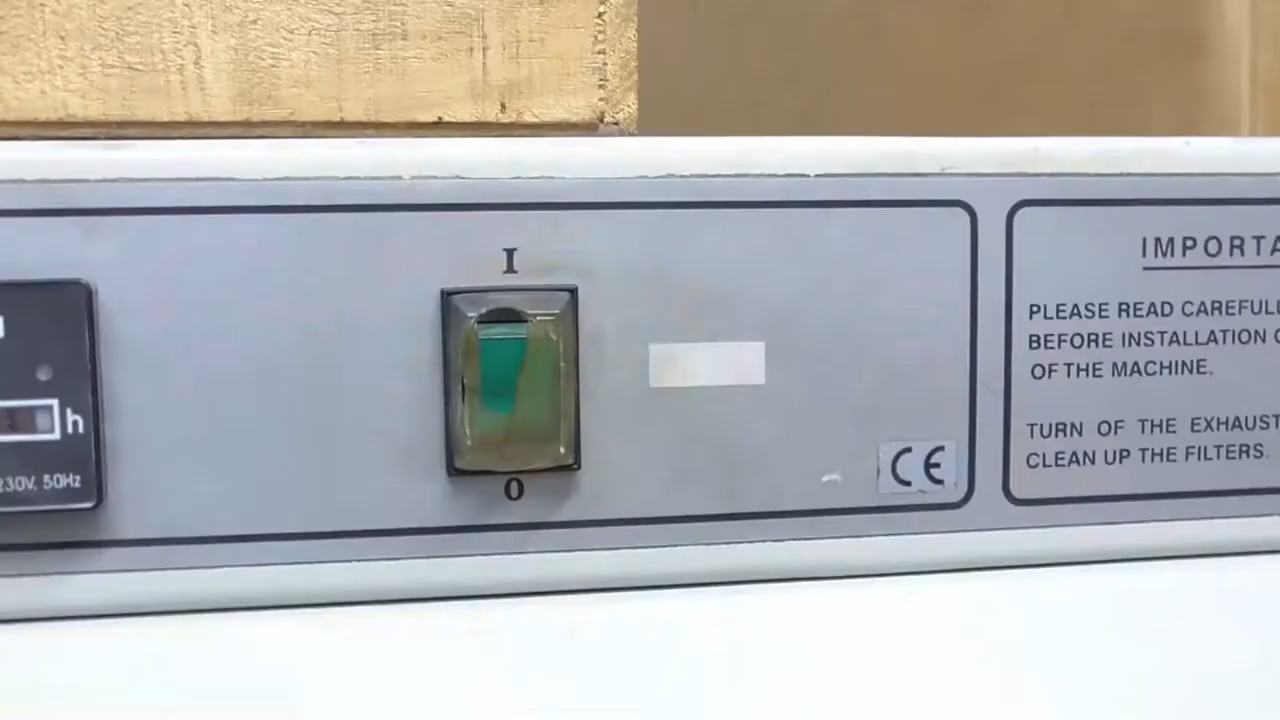 I
h
230V, 50Hz
O
CE
IMPORTA
PLEASE READ CAREFULL
BEFORE INSTALLATION
OF THE MACHINE.
TURN OF THE EXHAUST
CLEAN UP THE FILTERS.